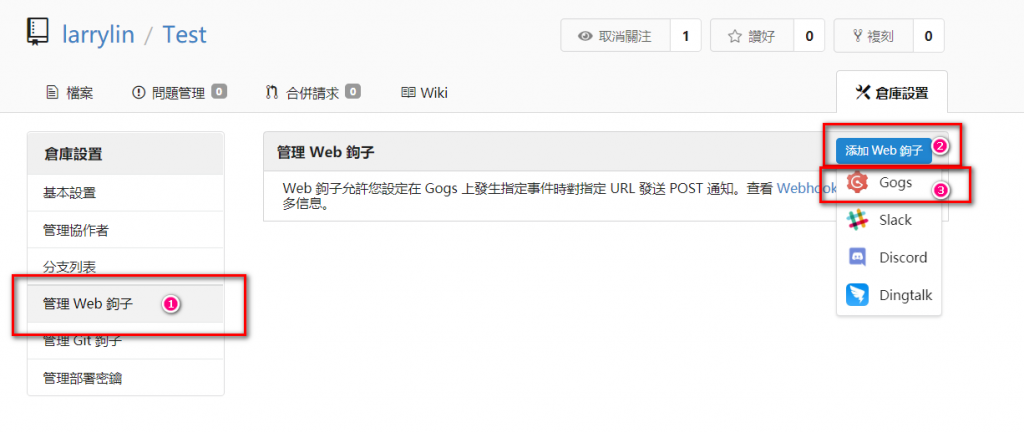 larrylin / Test
取消關注 1 讚好 0 複刻 0
檔案 問題管理 0 合併請求 0 Wiki 倉庫設置
倉庫設置
基本設置
管理協作者
分支列表
管理 Web 鉤子 1
管理 Git 鉤子
管理部署密鑰
管理 Web 鉤子
添加 Web 鉤子 2
Web 鉤子允許您設定在 Gogs 上發生指定事件時對指定 URL 發送 POST 通知。查看 Webhook
多信息。
Gogs 3
Slack
Discord
Dingtalk